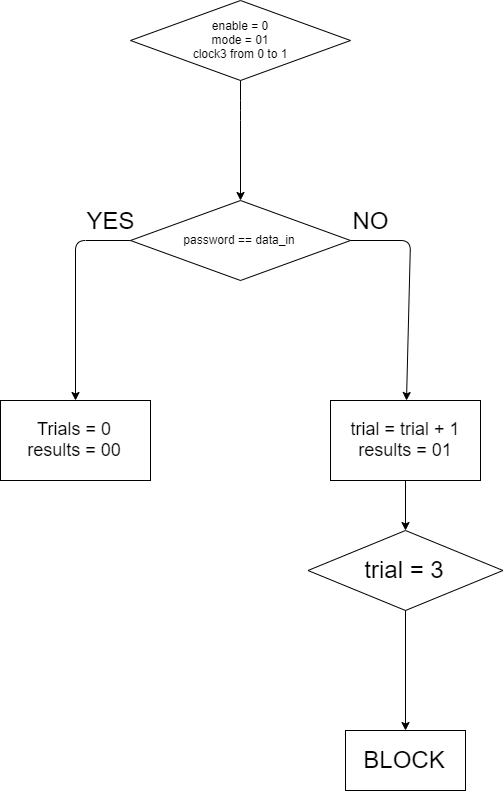 enable = 0
mode = 01
clock3 from 0 to 1
YES
NO
password == data_in
Trials = 0
results = 00
trial = trial + 1
results = 01
trial = 3
BLOCK